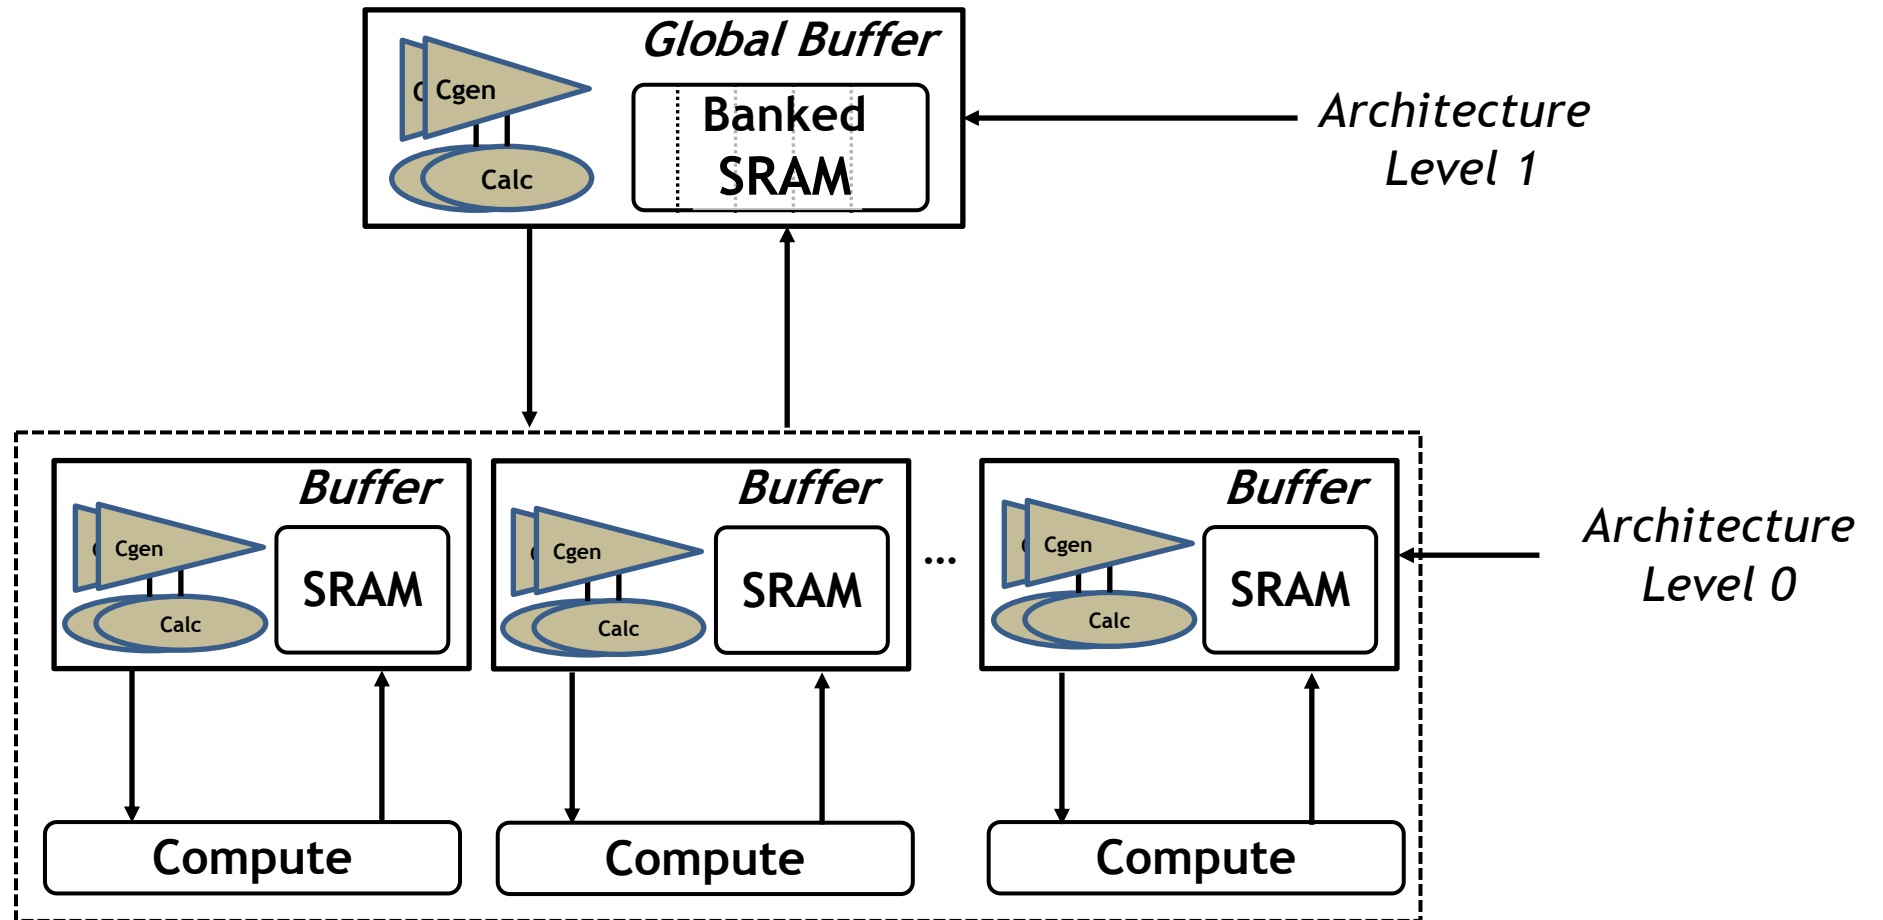 Global Buffer
C Cgen
Calc
Banked
SRAM
Architecture
Level 1
Buffer
Cgen
Calc
SRAM
Buffer
Cgen
Calc
SRAM
...
Buffer
Cgen
Calc
SRAM
Architecture
Level 0
Compute
Compute
Compute